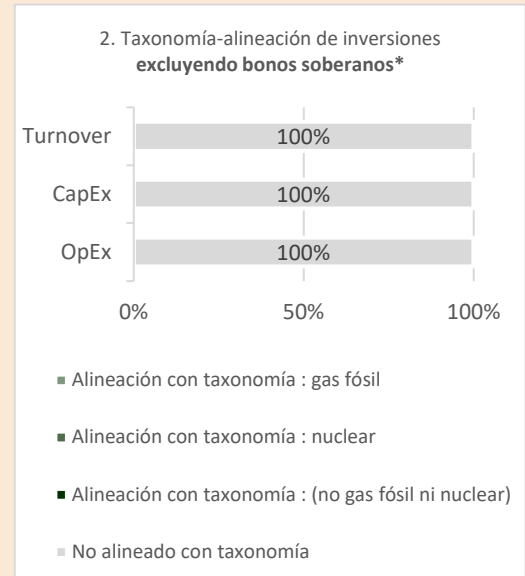 2. Taxonomía-alineación de inversiones
excluyendo bonos soberanos*
Turnover 100%
CapEx 100%
OpEx 100%
0% 50% 100%
Alineación con taxonomía : gas fósil
Alineación con taxonomía : nuclear
Alineación con taxonomía : (no gas fósil ni nuclear)
No alineado con taxonomía